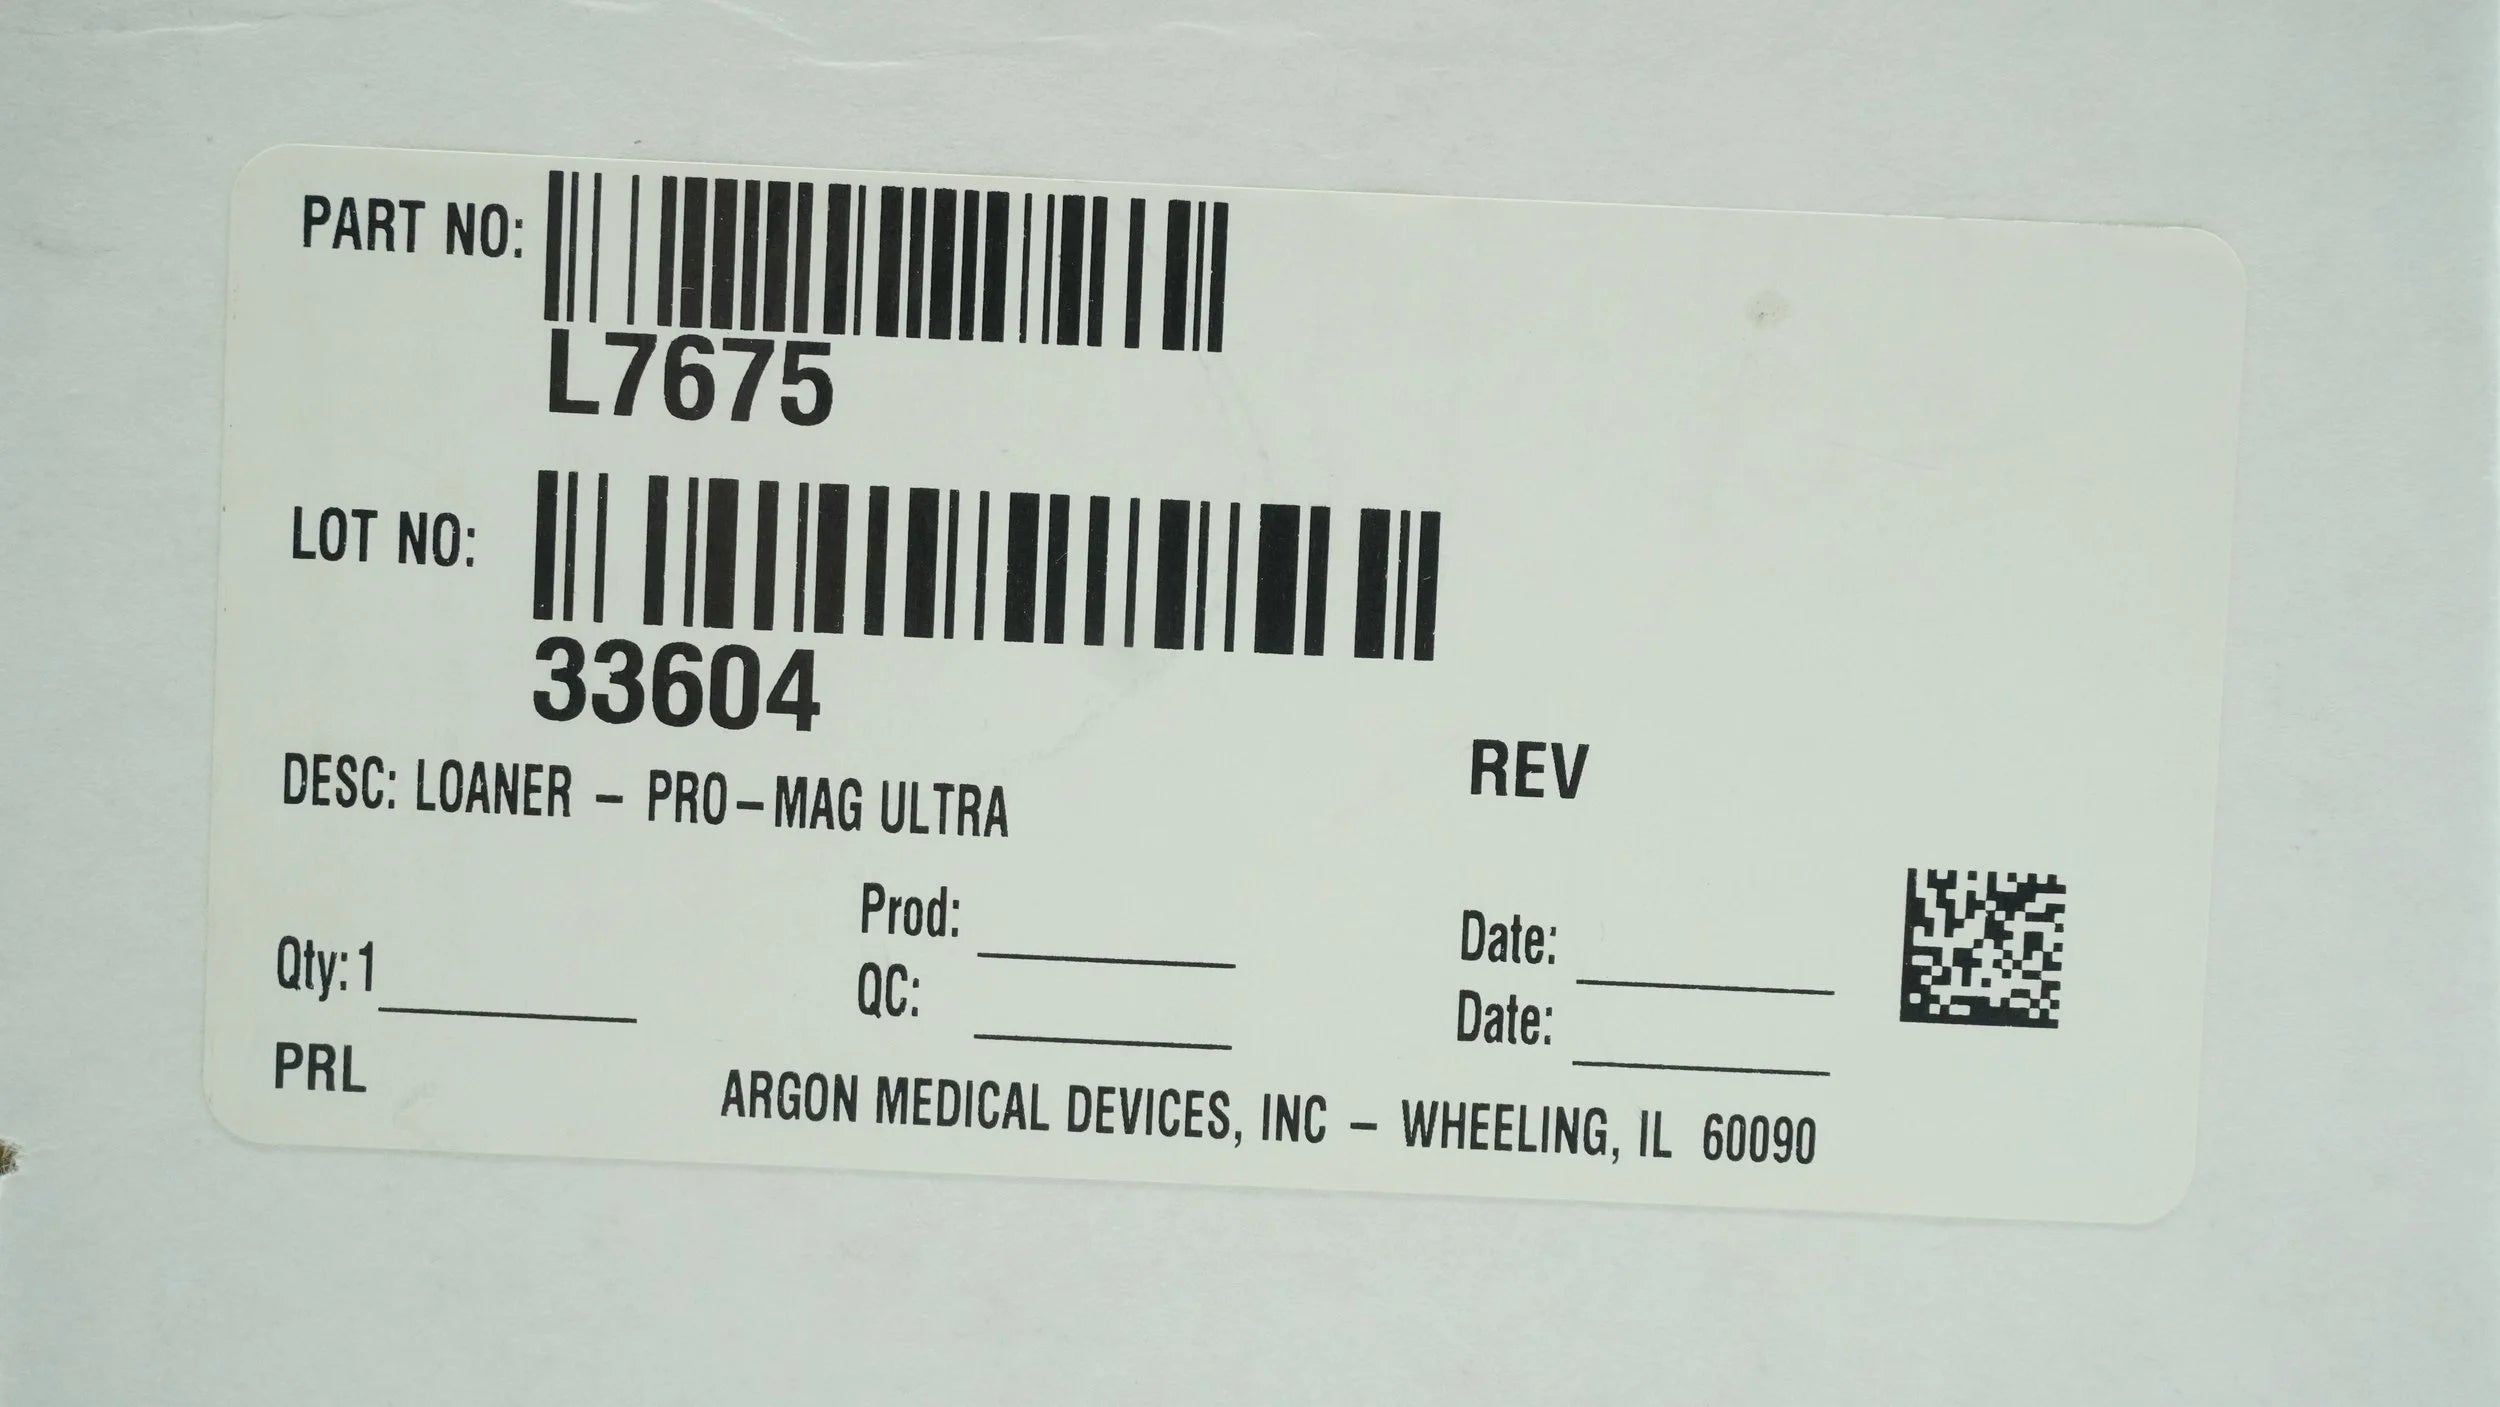 PART NO:
L7675
LOT NO:
33604
DESC: LOANER - PRO-MAG ULTRA
REV
Prod:
Date:
Qty: 1
QC:
Date:
PRL
ARGON MEDICAL DEVICES, INC - WHEELING, IL 60090